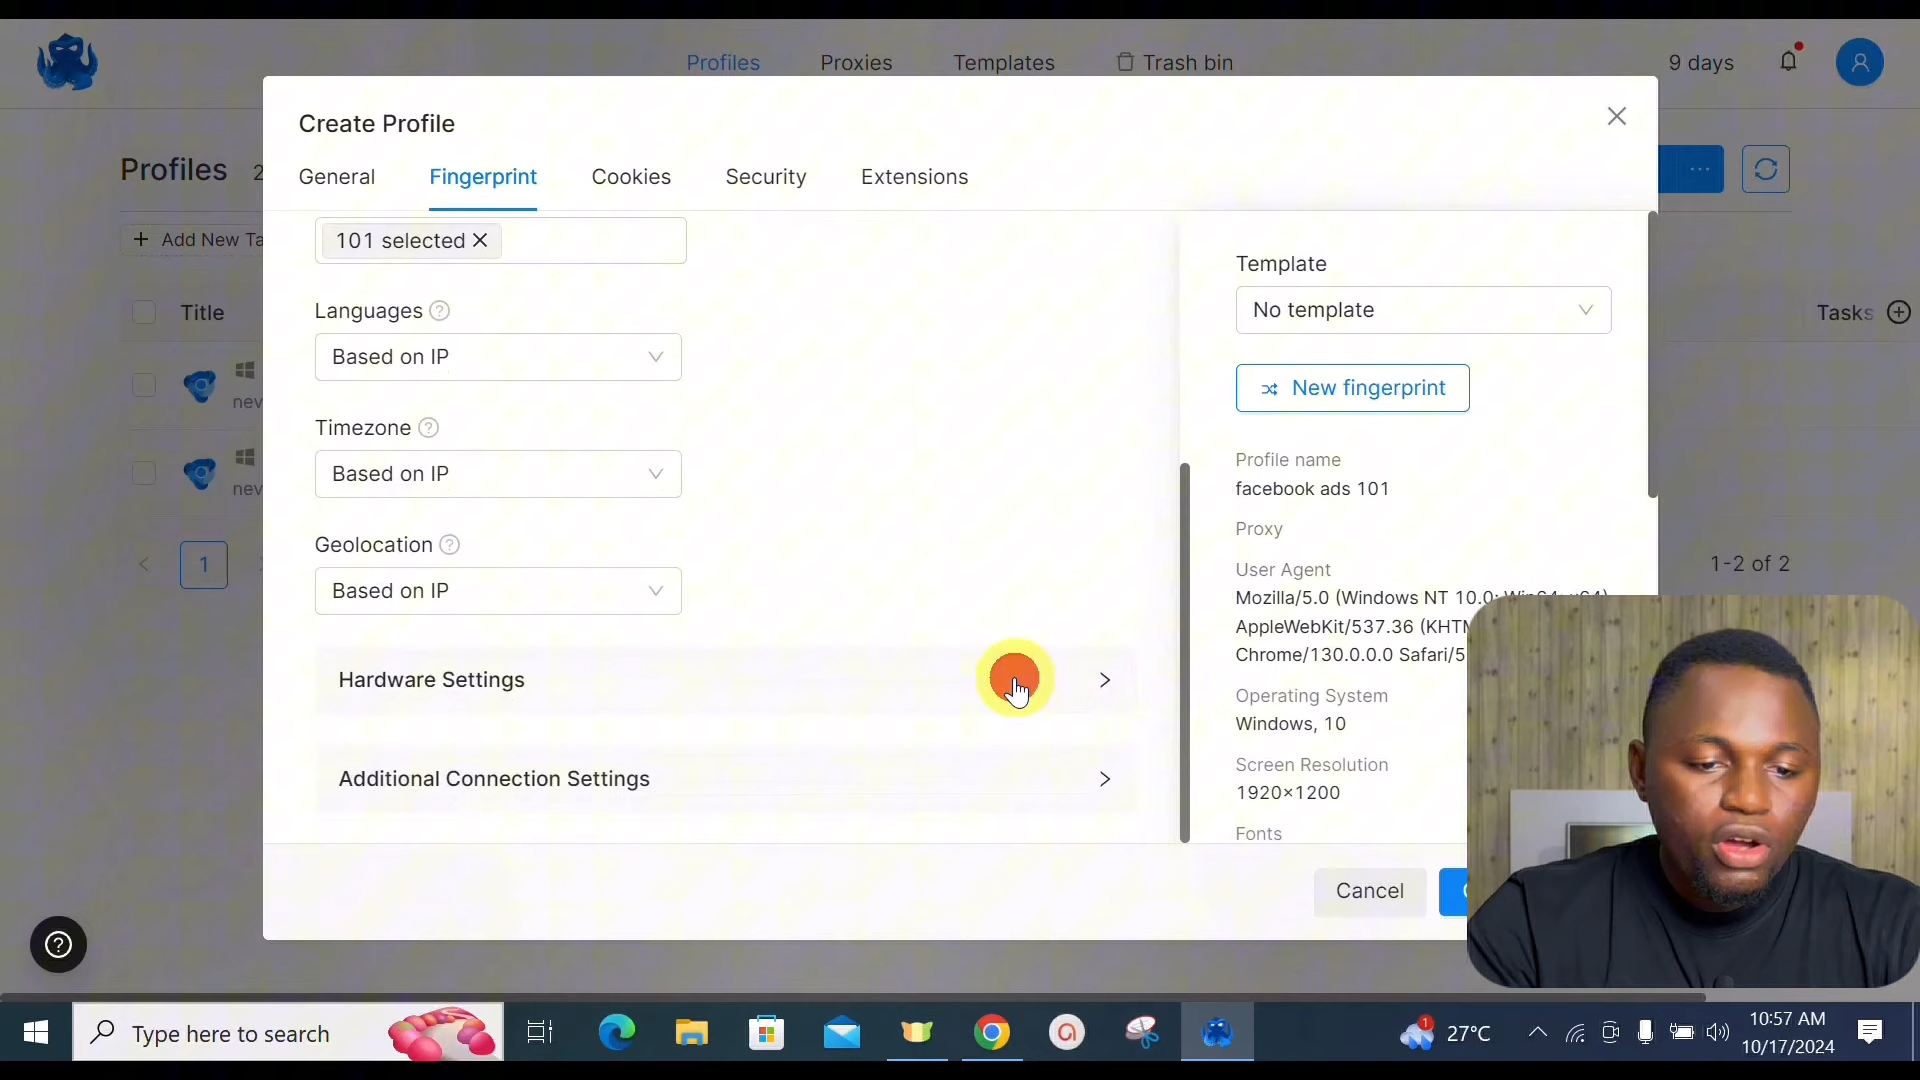 Profiles
Proxies
Templates
Trash bin
9 days
Profiles 2
Create Profile
General
Fingerprint
Cookies
Security
Extensions
Add New Ta
101 selected
Languages
Based on IP
Timezone
Based on IP
Geolocation
Based on IP
Hardware Settings
Additional Connection Settings
Template
No template
New fingerprint
Profile name
facebook ads 101
Proxy
User Agent
Mozilla/5.0 (Windows NT 10.0; Win64; x64)
AppleWebKit/537.36 (KHTM
Chrome/130.0.0.0 Safari/5
Operating System
Windows, 10
Screen Resolution
1920×1200
Fonts
Cancel
Title
nev
nev
1
Tasks
1-2 of 2
Type here to search
1
27°C
10:57 AM
10/17/2024